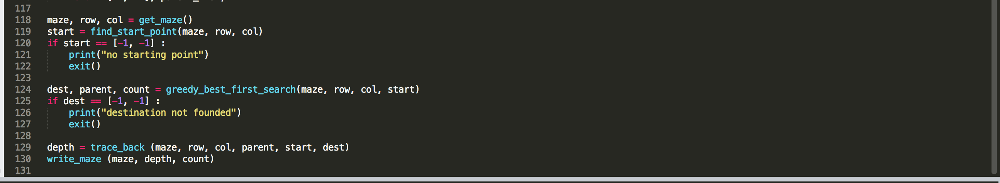 117
118 maze, row, col = get_maze()
119 start = find_start_point(maze, row, col)
120 if start == [-1, -1] :
121     print("no starting point")
122     exit()
123
124 dest, parent, count = greedy_best_first_search(maze, row, col, start)
125 if dest == [-1, -1] :
126     print("destination not founded")
127     exit()
128
129 depth = trace_back (maze, row, col, parent, start, dest)
130 write_maze (maze, depth, count)
131